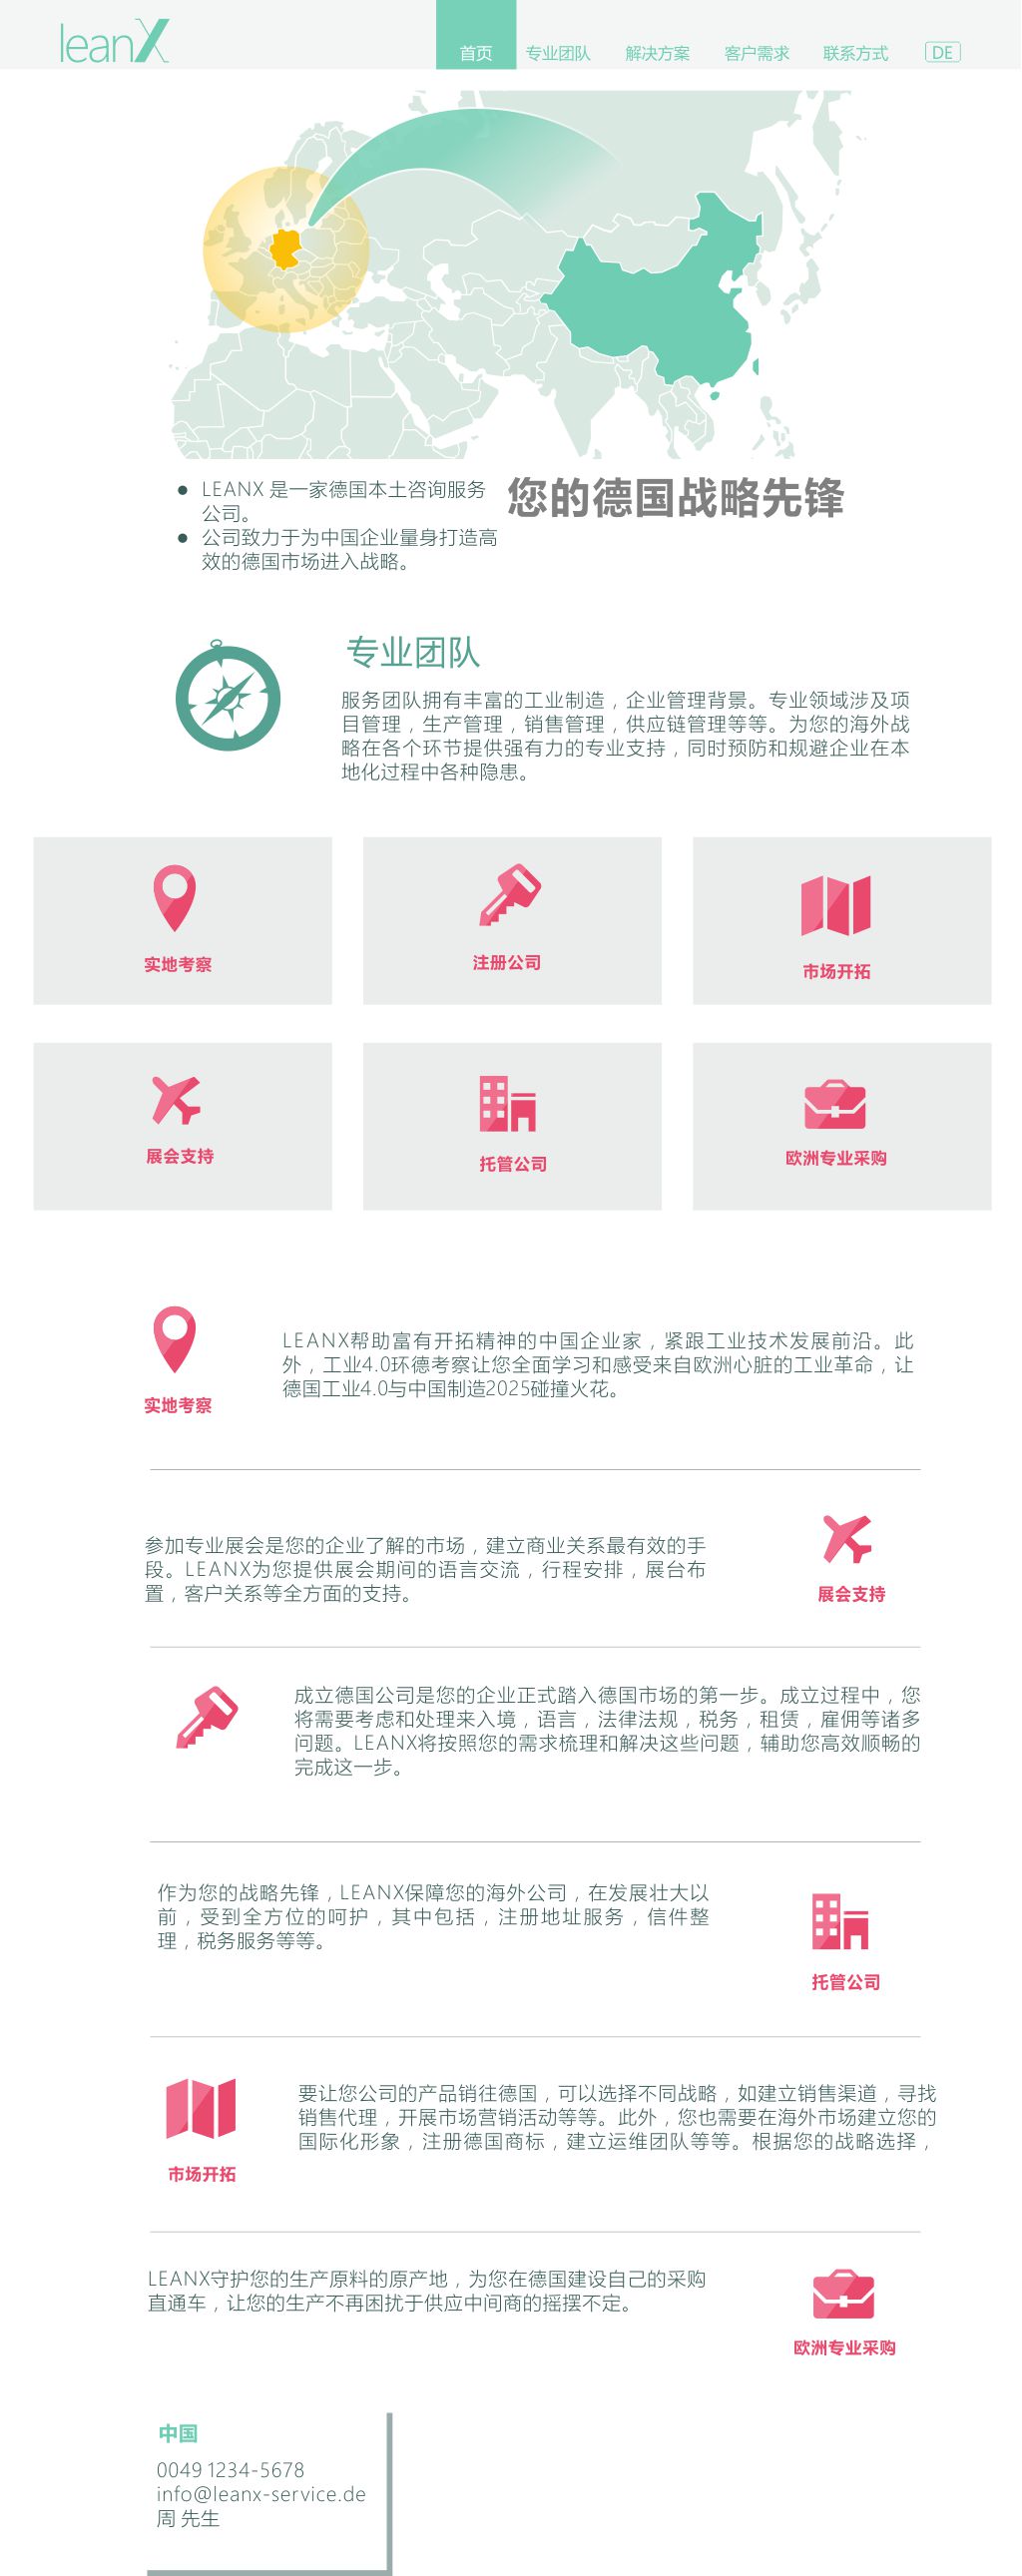 leanX
首页 专业团队 解决方案 客户需求 联系方式 DE
● LEANX 是一家德国本土咨询服务
公司。
● 公司致力于为中国企业量身打造高
效的德国市场进入战略。
您的德国战略先锋
专业团队
服务团队拥有丰富的工业制造，企业管理背景。专业领域涉及项
目管理，生产管理，销售管理，供应链管理等等。为您的海外战
略在各个环节提供强有力的专业支持，同时预防和规避企业在本
地化过程中各种隐患。
实地考察
注册公司
市场开拓
展会支持
托管公司
欧洲专业采购
LEANX帮助富有开拓精神的中国企业家，紧跟工业技术发展前沿。此
外，工业4.0环德考察让您全面学习和感受来自欧洲心脏的工业革命，让
德国工业4.0与中国制造2025碰撞火花。
实地考察
参加专业展会是您的企业了解的市场，建立商业关系最有效的手
段。LEANX为您提供展会期间的语言交流，行程安排，展台布
置，客户关系等全方面的支持。
展会支持
成立德国公司是您的企业正式踏入德国市场的第一步。成立过程中，您
将需要考虑和处理来入境，语言，法律法规，税务，租赁，雇佣等诸多
问题。LEANX将按照您的需求梳理和解决这些问题，辅助您高效顺畅的
完成这一步。
作为您的战略先锋，LEANX保障您的海外公司，在发展壮大以
前，受到全方位的呵护，其中包括，注册地址服务，信件整
理，税务服务等等。
托管公司
要让您公司的产品销往德国，可以选择不同战略，如建立销售渠道，寻找
销售代理，开展市场营销活动等等。此外，您也需要在海外市场建立您的
国际化形象，注册德国商标，建立运维团队等等。根据您的战略选择，
市场开拓
LEANX守护您的生产原料的原产地，为您在德国建设自己的采购
直通车，让您的生产不再困扰于供应中间商的摇摆不定。
欧洲专业采购
中国
0049 1234-5678
info@leanx-service.de
周 先生